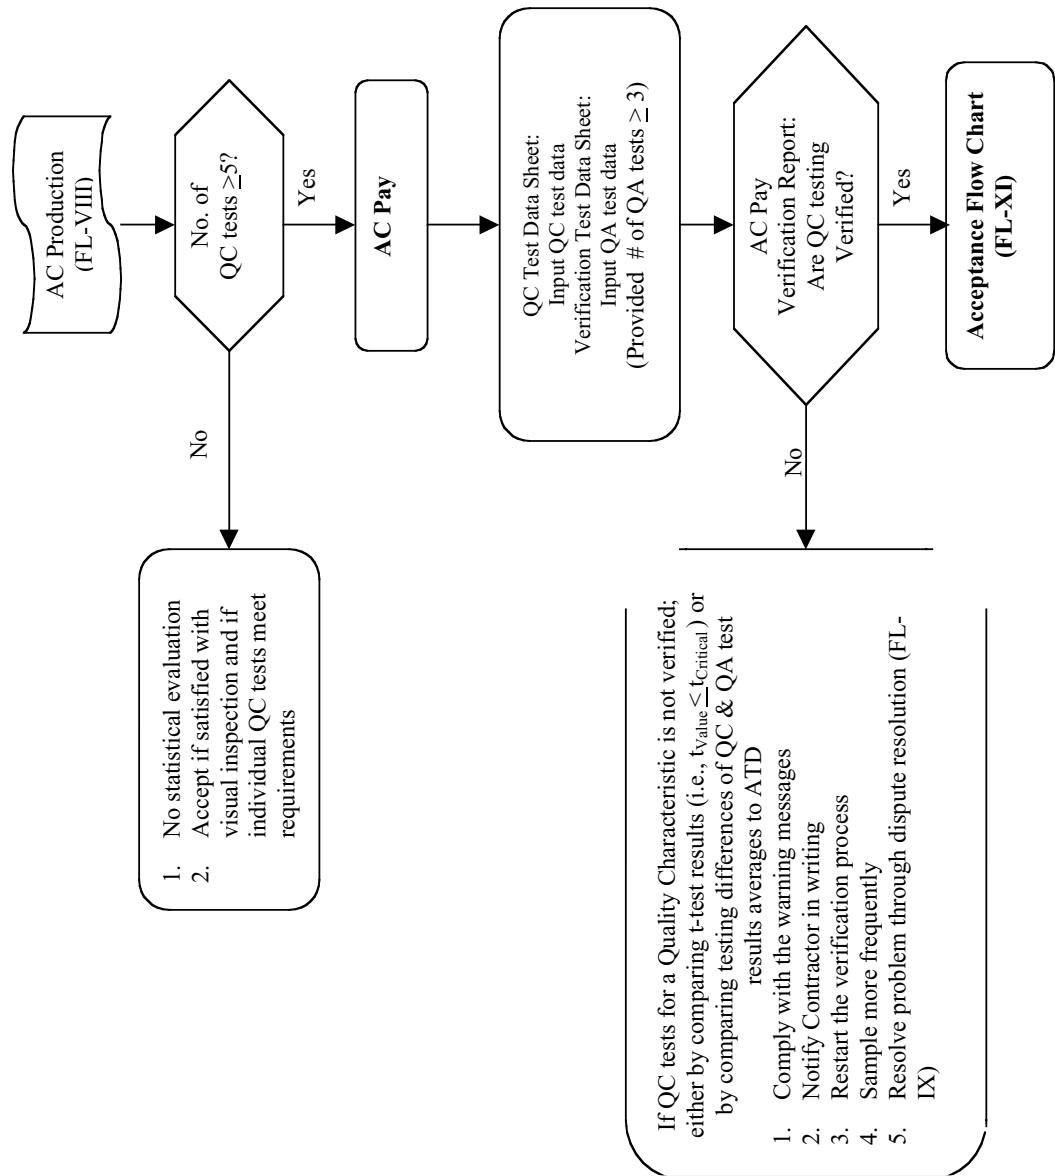 AC Production
(FL-VIII)
No. of
QC tests ≥5?
No
Yes
1. No statistical evaluation
2. Accept if satisfied with
visual inspection and if
individual QC tests meet
requirements
AC Pay
QC Test Data Sheet:
Input QC test data
Verification Test Data Sheet:
Input QA test data
(Provided # of QA tests ≥ 3)
AC Pay
Verification Report:
Are QC testing
Verified?
No
Yes
If QC tests for a Quality Characteristic is not verified;
either by comparing t-test results (i.e., tValue ≤ tCritical) or
by comparing testing differences of QC & QA test
results averages to ATD
1. Comply with the warning messages
2. Notify Contractor in writing
3. Restart the verification process
4. Sample more frequently
5. Resolve problem through dispute resolution (FL-
IX)
Acceptance Flow Chart
(FL-XI)